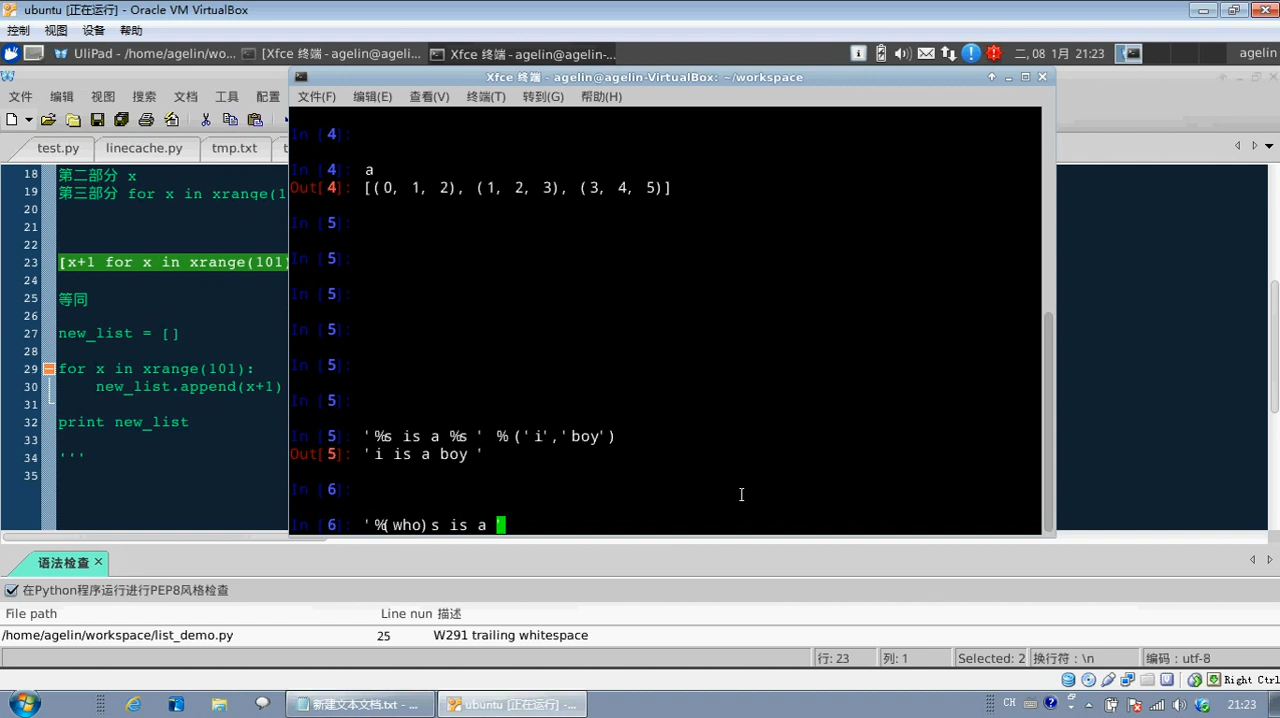 ubuntu [正在运行] - Oracle VM VirtualBox
控制 视图 设备 帮助
UliPad - /home/agelin/wo... [Xfce 终端 - agelin@ageli... Xfce 终端 - agelin@agelin-... 二, 08 1月 21:23 agelin
Xfce 终端 - agelin@agelin-VirtualBox: ~/workspace
文件 编辑 视图 搜索 文档 工具 配置
文件(F) 编辑(E) 查看(V) 终端(T) 转到(G) 帮助(H)
test.py linecache.py tmp.txt
18 第二部分 x
19 第三部分 for x in xrange(1
20
21
22
23 [x+1 for x in xrange(101)
24
25 等同
26
27 new_list = []
28
29 for x in xrange(101):
30 new_list.append(x+1)
31
32 print new_list
33
34 '''
35
In [4]:
In [4]: a
Out[4]: [(0, 1, 2), (1, 2, 3), (3, 4, 5)]
In [5]:
In [5]:
In [5]:
In [5]:
In [5]:
In [5]:
In [5]: '%s is a %s ' %('i','boy')
Out[5]: 'i is a boy '
In [6]:
In [6]: '%(who)s is a '
语法检查
在Python程序运行进行PEP8风格检查
File path Line nun 描述
/home/agelin/workspace/list_demo.py 25 W291 trailing whitespace
行: 23 列: 1 Selected: 2 换行符：\n 编码：utf-8
Right Ctrl
新建文本文档.txt - ... ubuntu [正在运行] -... CH 21:23